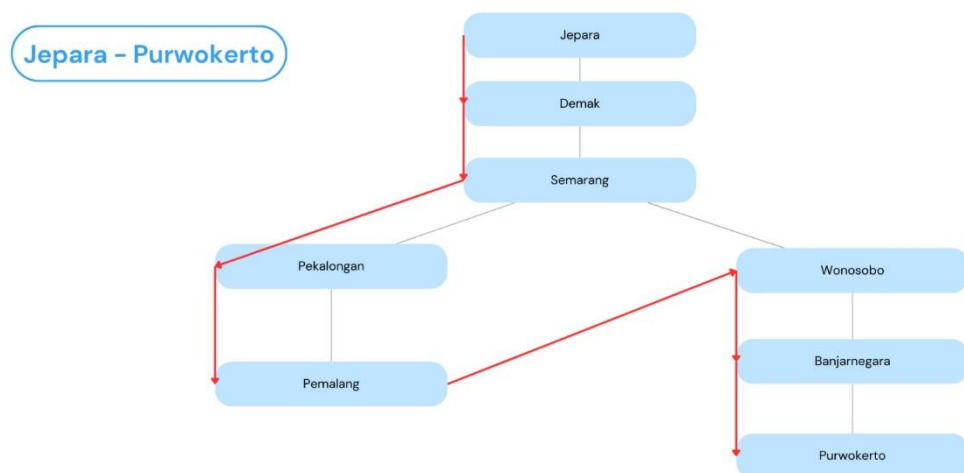 Jepara - Purwokerto
Jepara
Demak
Semarang
Pekalongan
Wonosobo
Pemalang
Banjarnegara
Purwokerto